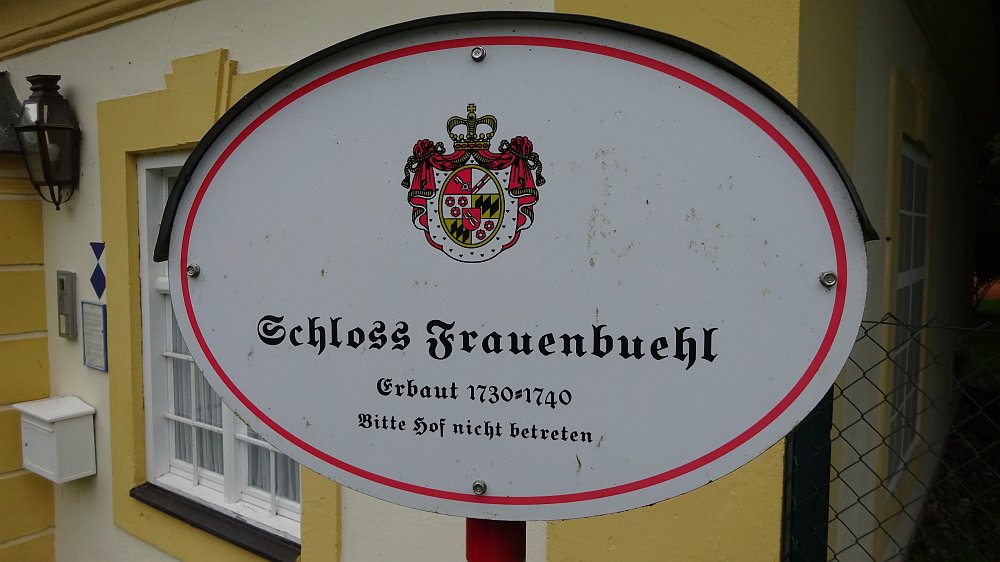 Schloss Frauenbuehl
Erbaut 1730-1740
Bitte Hof nicht betreten